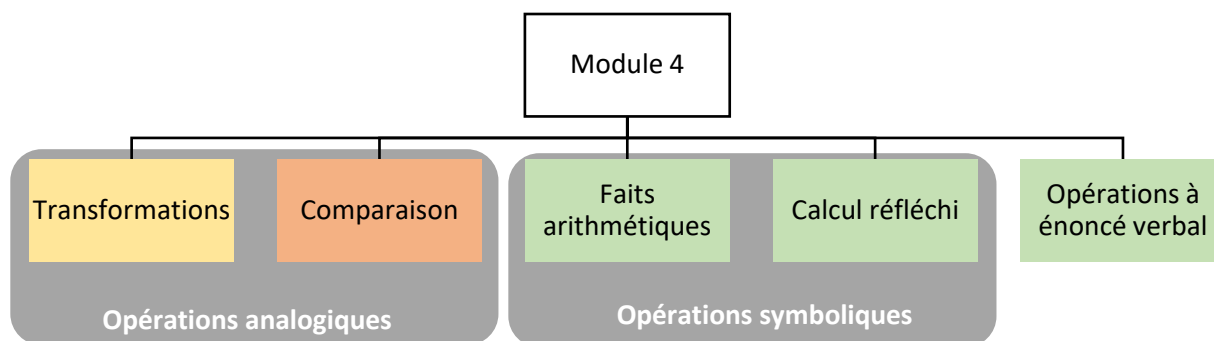 Module 4
Transformations
Comparaison
Faits
arithmétiques
Calcul réfléchi
Opérations à
énoncé verbal
Opérations analogiques
Opérations symboliques